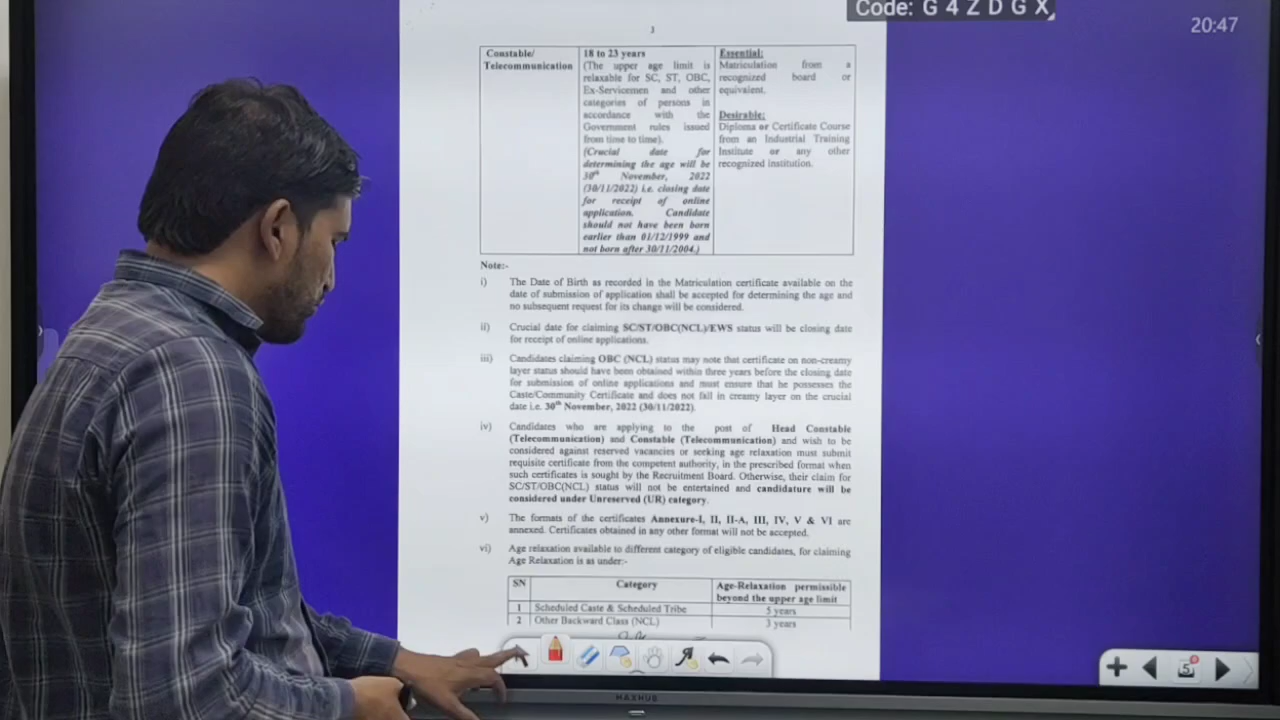 Code: G 4 Z D G X
20:47
3
Constable/
Telecommunication
18 to 23 years
(The upper age limit is
relaxable for SC, ST, OBC,
Ex-Servicemen and other
categories of persons in
accordance with the
Government rules issued
from time to time).
(Crucial date for
determining the age will be
30th November, 2022
(30/11/2022) i.e. closing date
for receipt of online
application. Candidate
should not have been born
earlier than 01/12/1999 and
not born after 30/11/2004.)
Essential:
Matriculation from a
recognized board or
equivalent.
Desirable:
Diploma or Certificate Course
from an Industrial Training
Institute or any other
recognized institution.
Note:-
i) The Date of Birth as recorded in the Matriculation certificate available on the
date of submission of application shall be accepted for determining the age and
no subsequent request for its change will be considered.
ii) Crucial date for claiming SC/ST/OBC(NCL)/EWS status will be closing date
for receipt of online applications.
iii) Candidates claiming OBC (NCL) status may note that certificate on non-creamy
layer status should have been obtained within three years before the closing date
for submission of online applications and must ensure that he possesses the
Caste/Community Certificate and does not fall in creamy layer on the crucial
date i.e. 30th November, 2022 (30/11/2022).
iv) Candidates who are applying to the post of Head Constable
(Telecommunication) and Constable (Telecommunication) and wish to be
considered against reserved vacancies or seeking age relaxation must submit
requisite certificate from the competent authority, in the prescribed format when
such certificates is sought by the Recruitment Board. Otherwise, their claim for
SC/ST/OBC(NCL) status will not be entertained and candidature will be
considered under Unreserved (UR) category.
v) The formats of the certificates Annexure-I, II, II-A, III, IV, V & VI are
annexed. Certificates obtained in any other format will not be accepted.
vi) Age relaxation available to different category of eligible candidates, for claiming
Age Relaxation is as under:-
SN Category Age-Relaxation permissible
beyond the upper age limit
1 Scheduled Caste & Scheduled Tribe 5 years
2 Other Backward Class (NCL) 3 years
5
MAXHUB